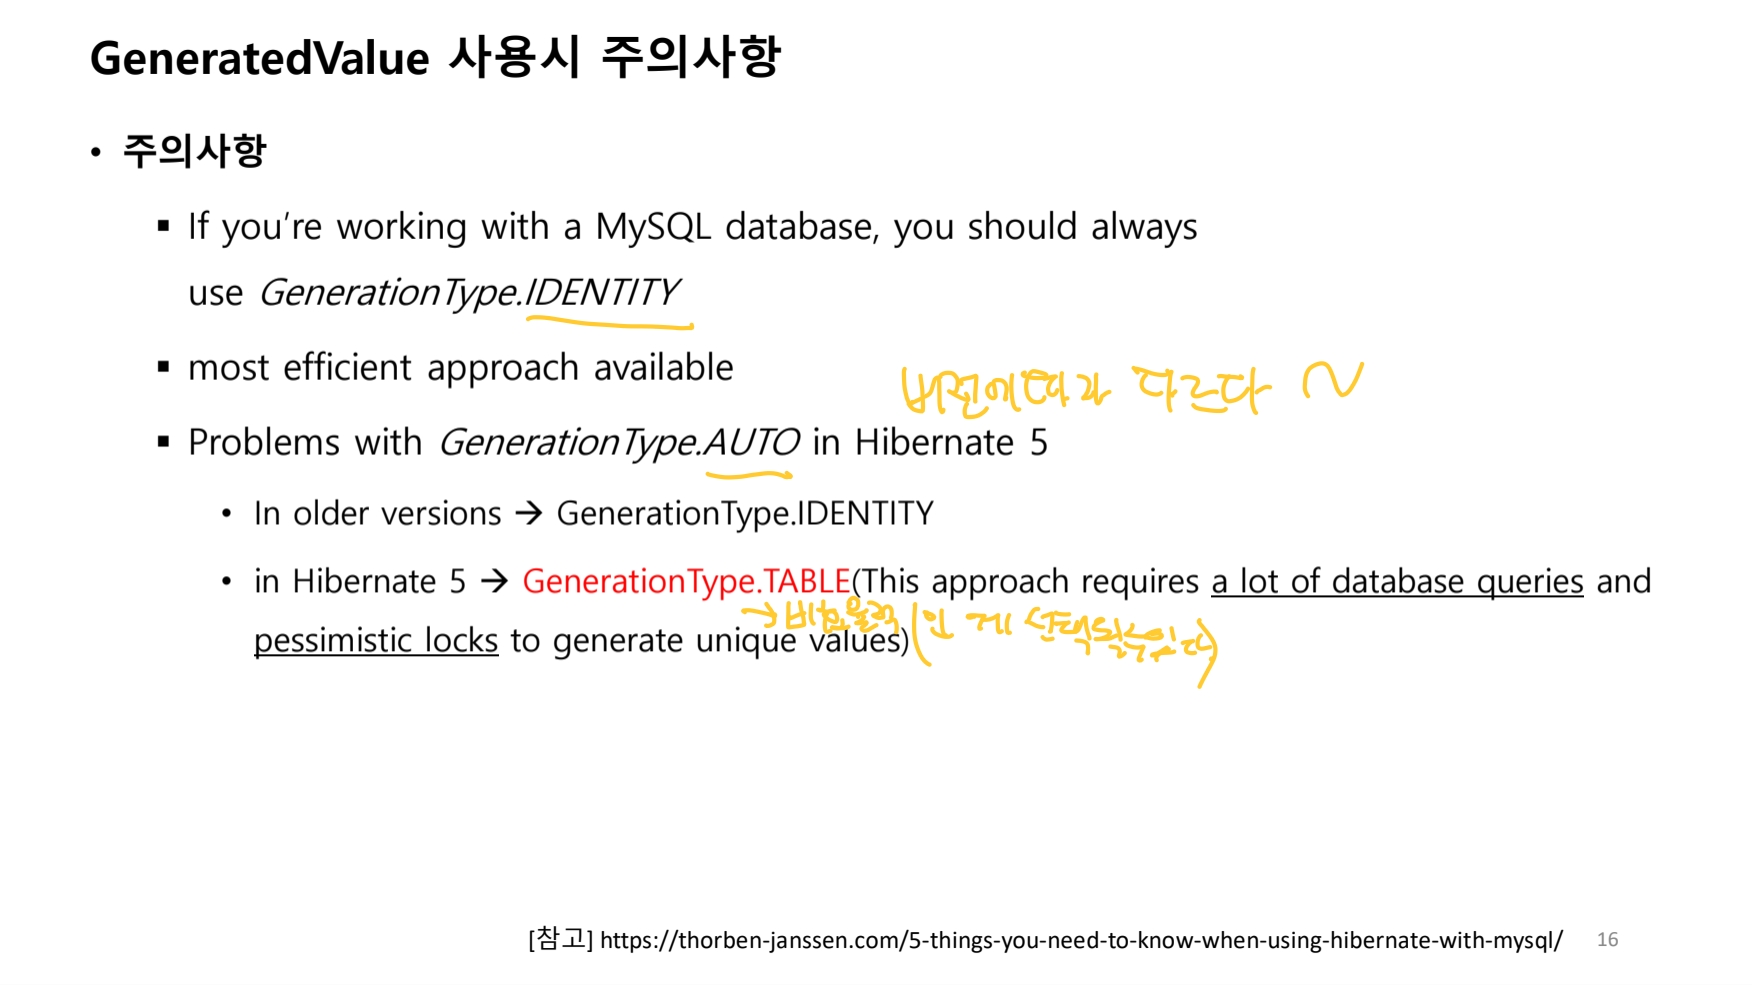 GeneratedValue 사용시 주의사항
• 주의사항
▪ If you're working with a MySQL database, you should always
use GenerationType.IDENTITY
▪ most efficient approach available
버전에따라 다르다 ~
▪ Problems with GenerationType.AUTO in Hibernate 5
• In older versions → GenerationType.IDENTITY
• in Hibernate 5 → GenerationType.TABLE(This approach requires a lot of database queries and
→ 비효율적 (인 게 선택될수있다)
pessimistic locks to generate unique values)
[참고] https://thorben-janssen.com/5-things-you-need-to-know-when-using-hibernate-with-mysql/
16